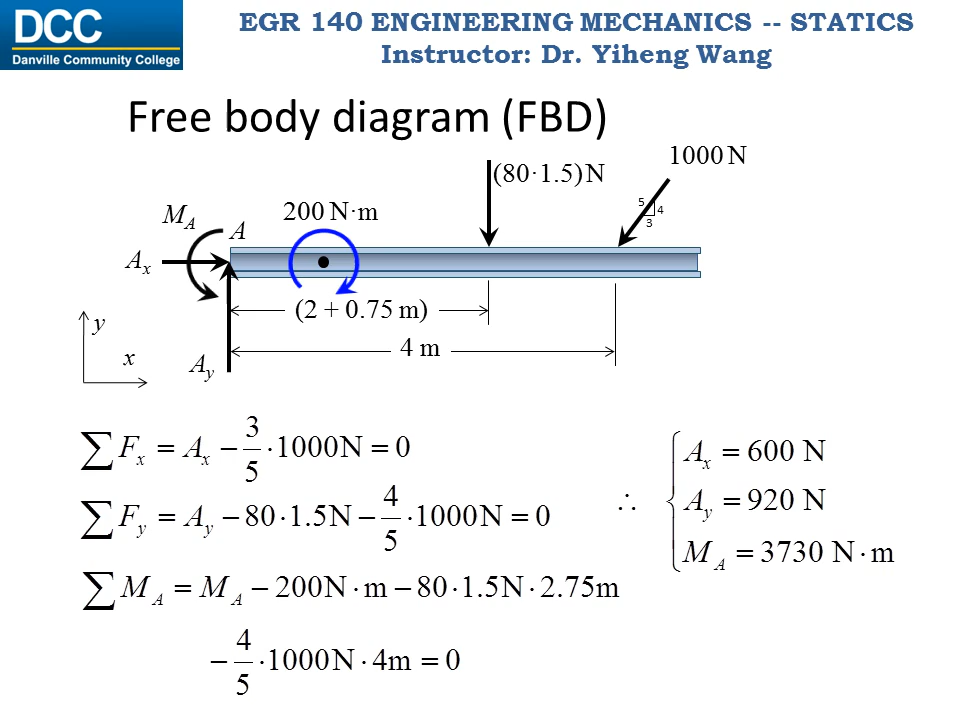 DCC
Danville Community College
EGR 140 ENGINEERING MECHANICS -- STATICS
Instructor: Dr. Yiheng Wang
Free body diagram (FBD)
1000 N
(80·1.5) N
5
4
3
200 N·m
M_A
A
A_x
(2 + 0.75 m)
y
4 m
x
A_y
∑ F_x = A_x − 3/5 · 1000N = 0
∑ F_y = A_y − 80·1.5N − 4/5 · 1000N = 0
∑ M_A = M_A − 200N·m − 80·1.5N·2.75m
− 4/5 · 1000N · 4m = 0
∴ { A_x = 600 N
A_y = 920 N
M_A = 3730 N·m